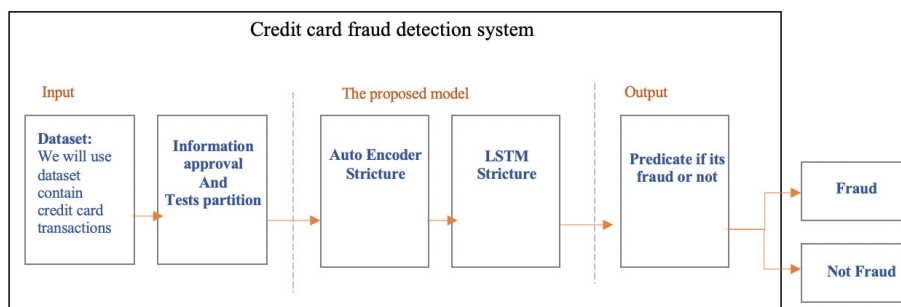 Credit card fraud detection system
Input
The proposed model
Output
Dataset:
We will use
dataset
contain
credit card
transactions
Information
approval
And
Tests partition
Auto Encoder
Stricture
LSTM
Stricture
Predicate if its
fraud or not
Fraud
Not Fraud